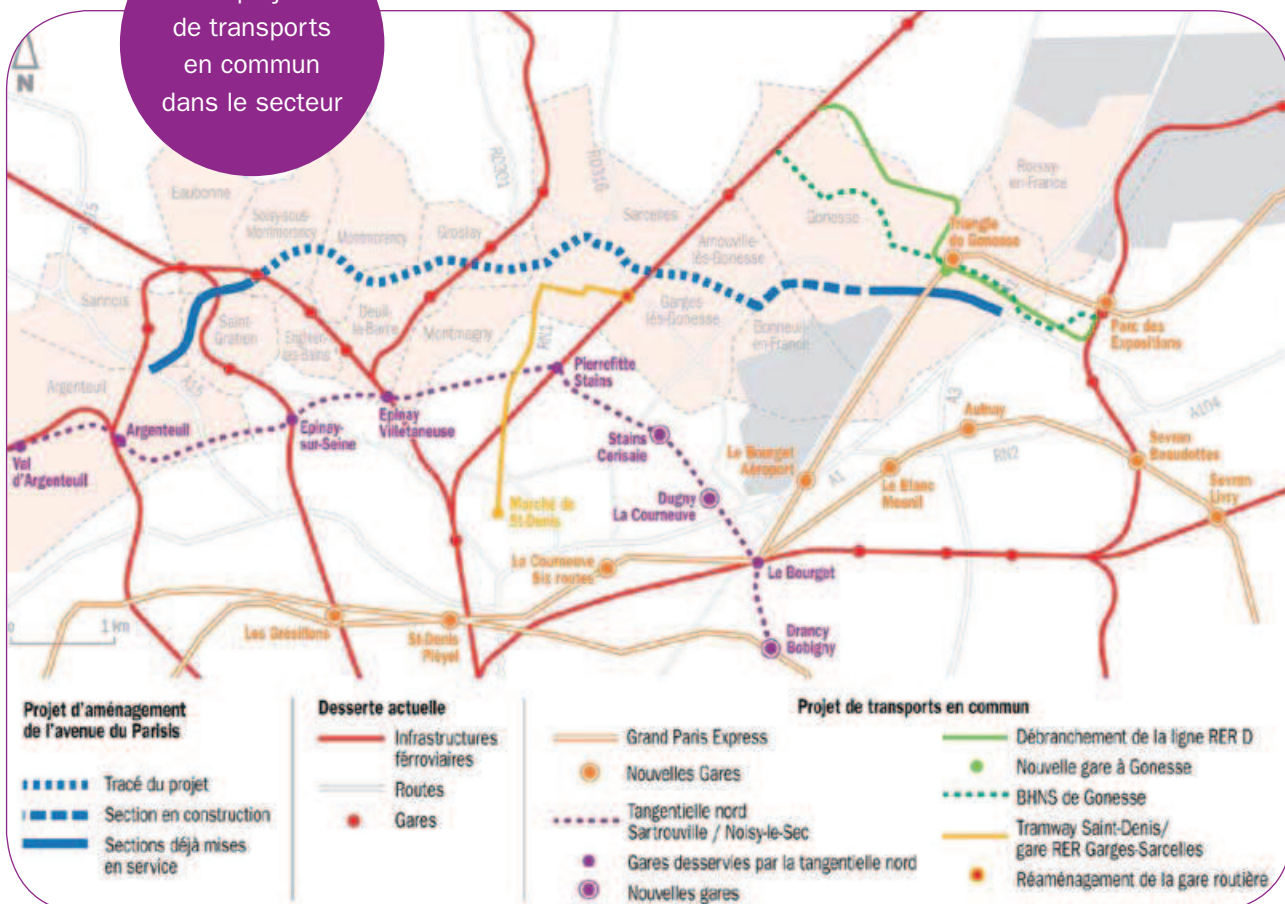 de transports
en commun
dans le secteur
N
RD301
RD316
Eaubonne
Soisy-sous-
Montmorency
Montmorency
Groslay
Sarcelles
Arnouville-
lès-Gonesse
Gonesse
Roissy-
en-France
Triangle
de Gonesse
Sannois
Saint-
Gratien
Enghien-
les-Bains
Deuil-
la-Barre
Montmagny
RN1
Garges-
lès-Gonesse
Bonneuil-
en-France
Parc des
Expositions
Argenteuil
A15
Pierrefitte
Stains
A3
A104
Val
d'Argenteuil
Argenteuil
Epinay-
sur-Seine
Epinay
Villetaneuse
Stains
Cerisaie
Le Bourget
Aéroport
A1
Aulnay
RN2
Le Blanc
Mesnil
Sevran
Beaudottes
Sevran-
Livry
Marché de
St-Denis
Dugny
La Courneuve
La Courneuve
Six routes
Le Bourget
1 km
Les Grésillons
St-Denis
Pleyel
Drancy
Bobigny
Projet d'aménagement
de l'avenue du Parisis
Tracé du projet
Section en construction
Sections déjà mises
en service
Desserte actuelle
Infrastructures
férroviaires
Routes
Gares
Projet de transports en commun
Grand Paris Express
Nouvelles Gares
Tangentielle nord
Sartrouville / Noisy-le-Sec
Gares desservies par la tangentielle nord
Nouvelles gares
Débranchement de la ligne RER D
Nouvelle gare à Gonesse
BHNS de Gonesse
Tramway Saint-Denis/
gare RER Garges-Sarcelles
Réaménagement de la gare routière